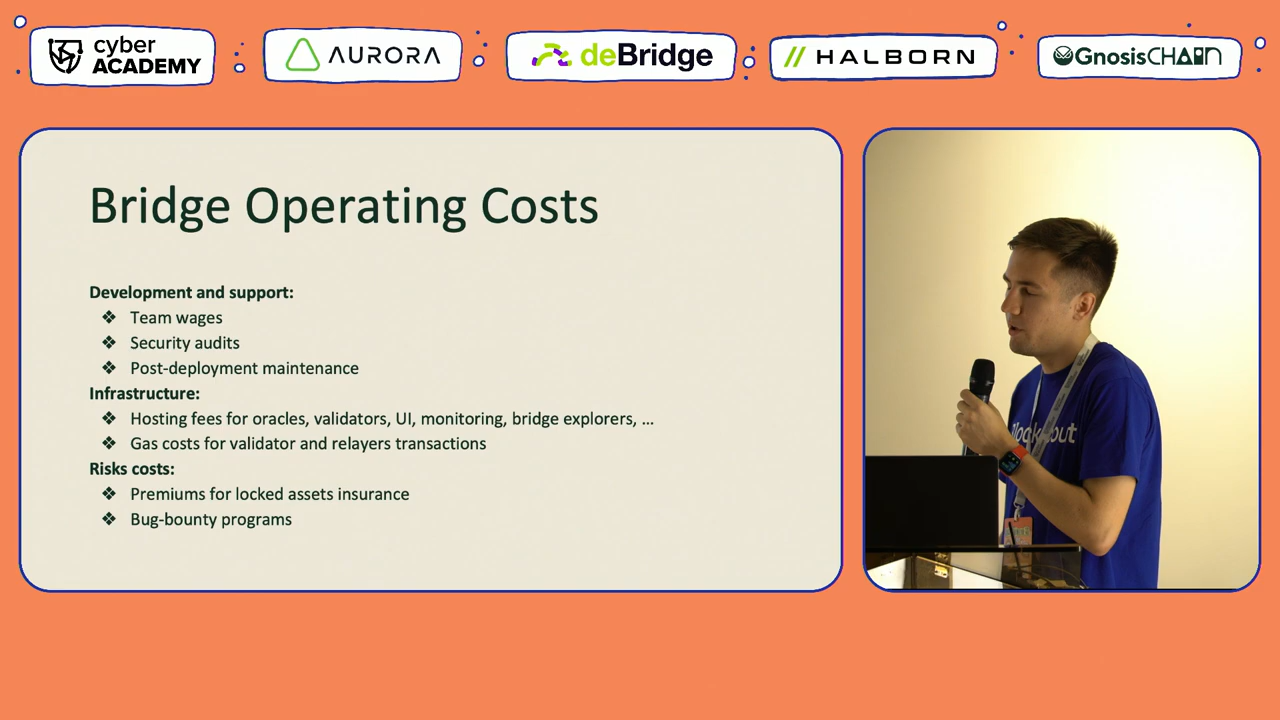 cyber
ACADEMY
AURORA
deBridge
// HALBORN
GnosisCHAIN
Bridge Operating Costs
Development and support:
❖ Team wages
❖ Security audits
❖ Post-deployment maintenance
Infrastructure:
❖ Hosting fees for oracles, validators, UI, monitoring, bridge explorers, ...
❖ Gas costs for validator and relayers transactions
Risks costs:
❖ Premiums for locked assets insurance
❖ Bug-bounty programs